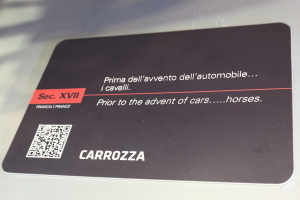 Prima dell'avvento dell'automobile...
i cavalli.
Sec. XVII
Prior to the advent of cars.....horses.
FRANCIA | FRANCE
CARROZZA